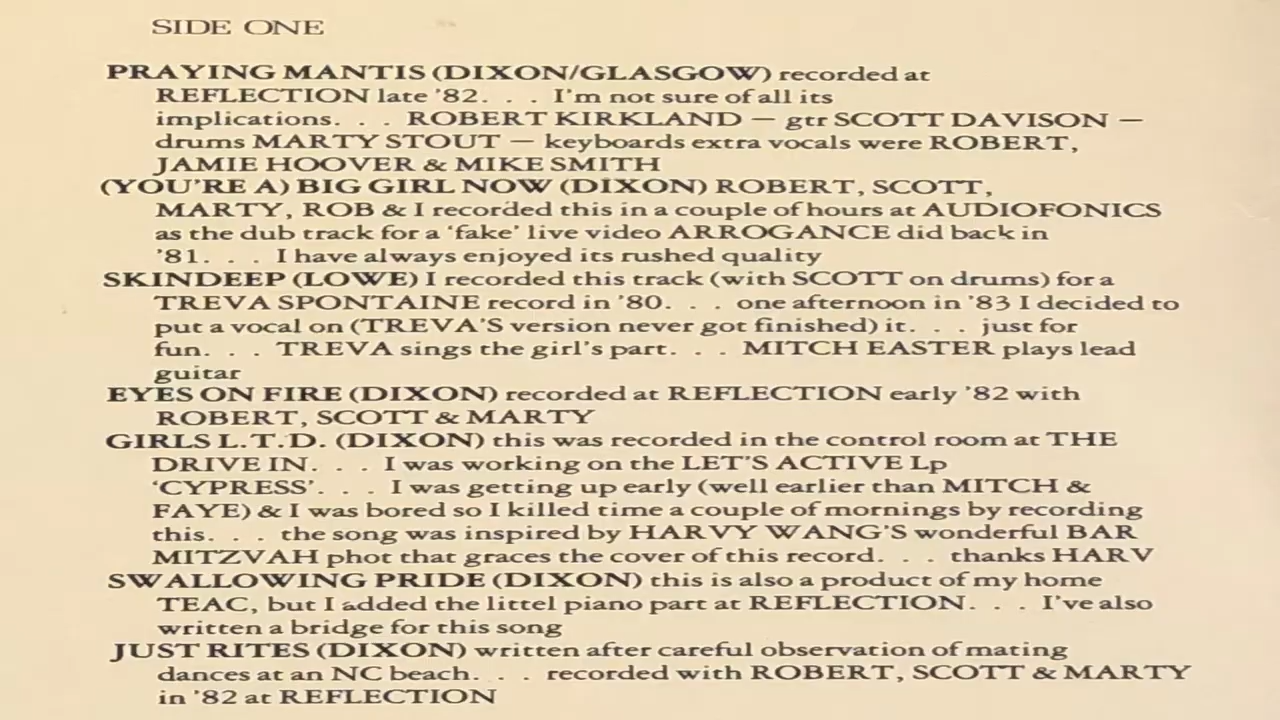 SIDE ONE
PRAYING MANTIS (DIXON/GLASGOW) recorded at
REFLECTION late '82. . . I'm not sure of all its
implications. . . ROBERT KIRKLAND — gtr SCOTT DAVISON —
drums MARTY STOUT — keyboards extra vocals were ROBERT,
JAMIE HOOVER & MIKE SMITH
(YOU'RE A) BIG GIRL NOW (DIXON) ROBERT, SCOTT,
MARTY, ROB & I recorded this in a couple of hours at AUDIOFONICS
as the dub track for a 'fake' live video ARROGANCE did back in
'81. . . I have always enjoyed its rushed quality
SKINDEEP (LOWE) I recorded this track (with SCOTT on drums) for a
TREVA SPONTAINE record in '80. . . one afternoon in '83 I decided to
put a vocal on (TREVA'S version never got finished) it. . . just for
fun. . . TREVA sings the girl's part. . . MITCH EASTER plays lead
guitar
EYES ON FIRE (DIXON) recorded at REFLECTION early '82 with
ROBERT, SCOTT & MARTY
GIRLS L.T.D. (DIXON) this was recorded in the control room at THE
DRIVE IN. . . I was working on the LET'S ACTIVE Lp
'CYPRESS'. . . I was getting up early (well earlier than MITCH &
FAYE) & I was bored so I killed time a couple of mornings by recording
this. . . the song was inspired by HARVY WANG'S wonderful BAR
MITZVAH phot that graces the cover of this record. . . thanks HARV
SWALLOWING PRIDE (DIXON) this is also a product of my home
TEAC, but I added the littel piano part at REFLECTION. . . I've also
written a bridge for this song
JUST RITES (DIXON) written after careful observation of mating
dances at an NC beach. . . recorded with ROBERT, SCOTT & MARTY
in '82 at REFLECTION